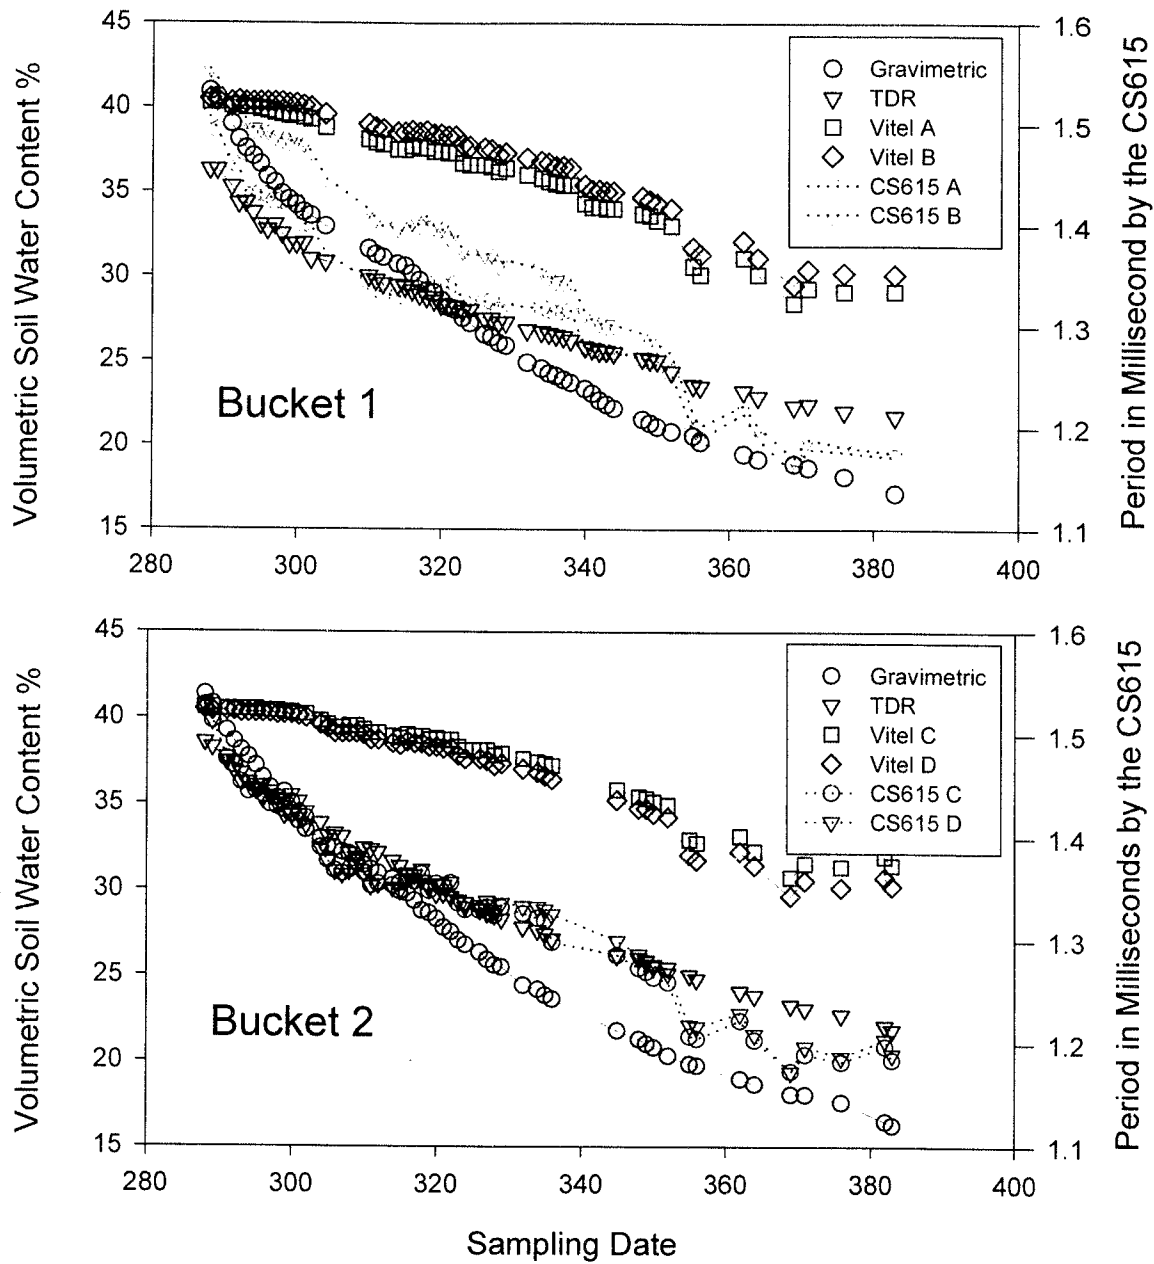 45
40
35
30
25
20
15
Volumetric Soil Water Content %
1.6
1.5
1.4
1.3
1.2
1.1
Period in Millisecond by the CS615
Gravimetric
TDR
Vitel A
Vitel B
CS615 A
CS615 B
Bucket 1
280
300
320
340
360
380
400
45
40
35
30
25
20
15
Volumetric Soil Water Content %
1.6
1.5
1.4
1.3
1.2
1.1
Period in Milliseconds by the CS615
Gravimetric
TDR
Vitel C
Vitel D
CS615 C
CS615 D
Bucket 2
280
300
320
340
360
380
400
Sampling Date